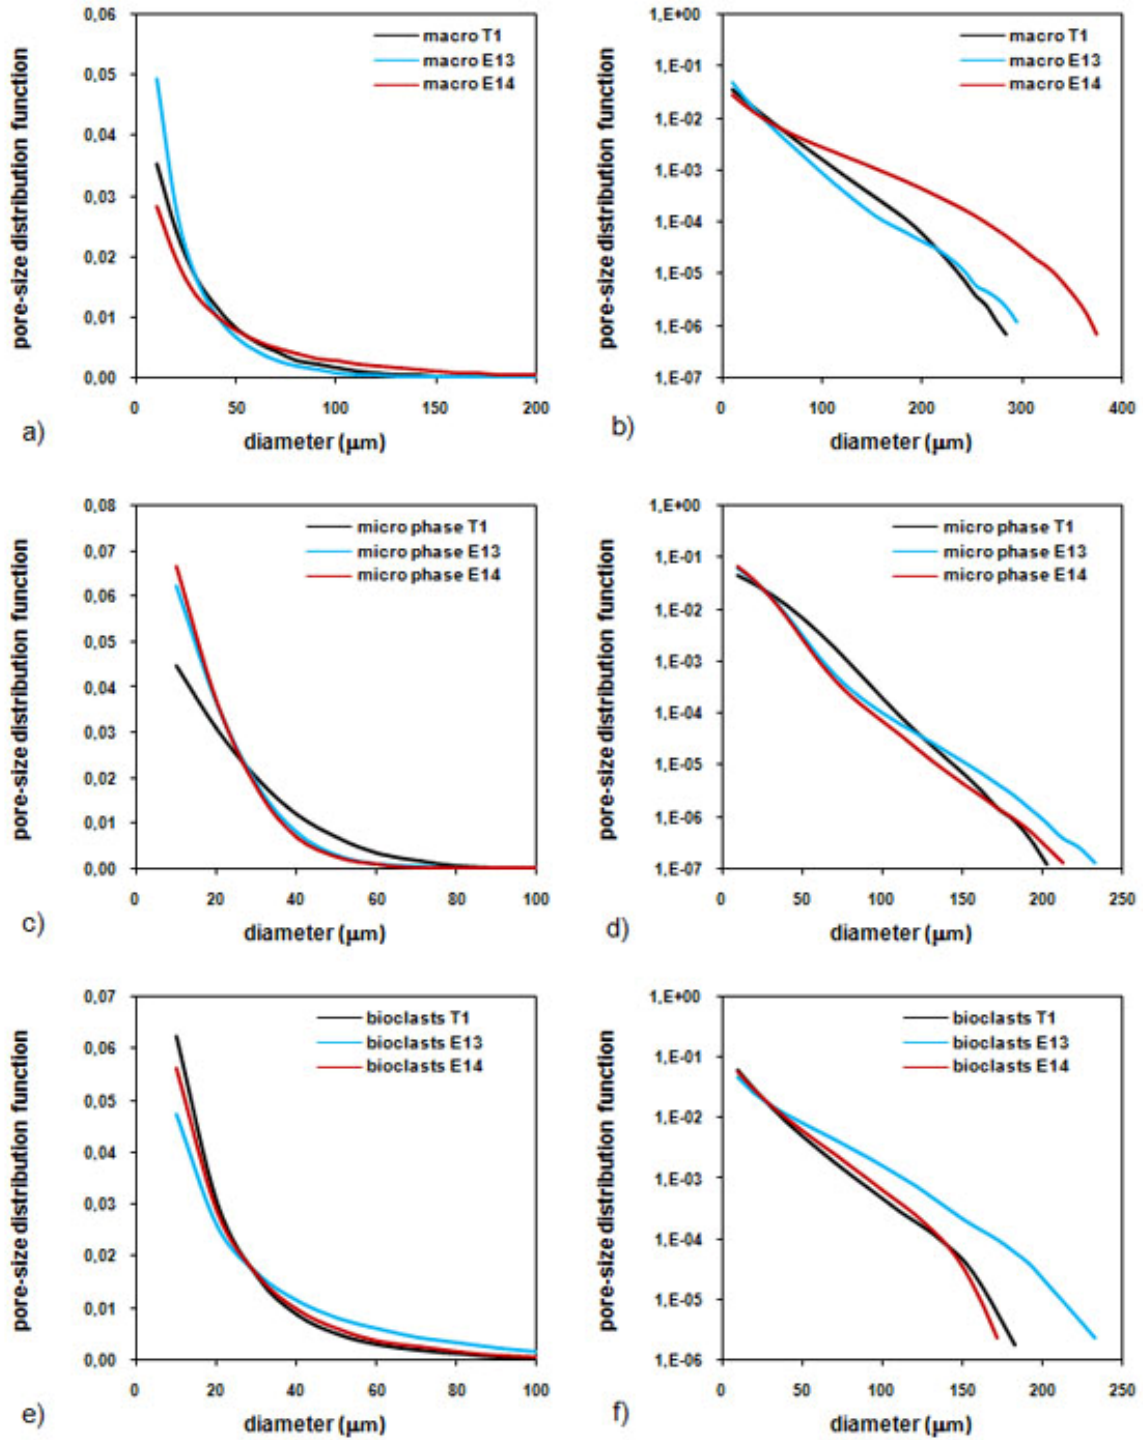 pore-size distribution function
0,06
0,05
0,04
0,03
0,02
0,01
0,00
macro T1
macro E13
macro E14
0 50 100 150 200
diameter (μm)
a)
pore-size distribution function
1,E+00
1,E-01
1,E-02
1,E-03
1,E-04
1,E-05
1,E-06
1,E-07
macro T1
macro E13
macro E14
0 100 200 300 400
diameter (μm)
b)
pore-size distribution function
0,08
0,07
0,06
0,05
0,04
0,03
0,02
0,01
0,00
micro phase T1
micro phase E13
micro phase E14
0 20 40 60 80 100
diameter (μm)
c)
pore-size distribution function
1,E+00
1,E-01
1,E-02
1,E-03
1,E-04
1,E-05
1,E-06
1,E-07
micro phase T1
micro phase E13
micro phase E14
0 50 100 150 200 250
diameter (μm)
d)
pore-size distribution function
0,07
0,06
0,05
0,04
0,03
0,02
0,01
0,00
bioclasts T1
bioclasts E13
bioclasts E14
0 20 40 60 80 100
diameter (μm)
e)
pore-size distribution function
1,E+00
1,E-01
1,E-02
1,E-03
1,E-04
1,E-05
1,E-06
bioclasts T1
bioclasts E13
bioclasts E14
0 50 100 150 200 250
diameter (μm)
f)